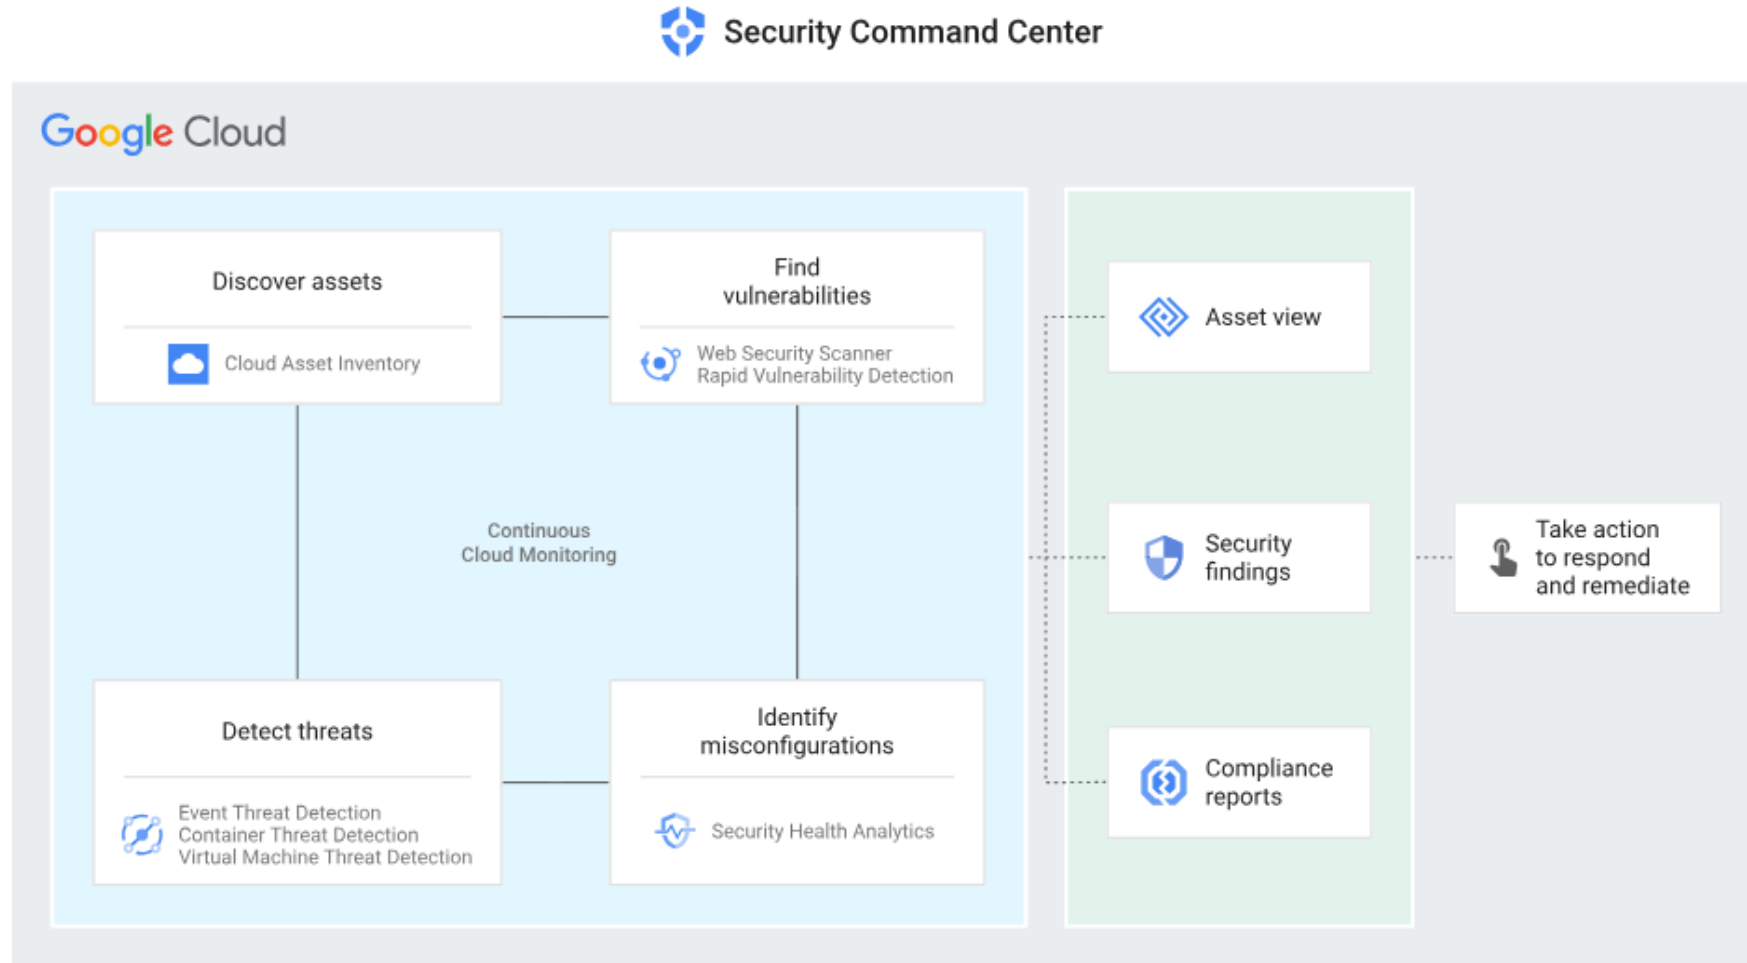 Security Command Center
Google Cloud
Discover assets
Cloud Asset Inventory
Find
vulnerabilities
Web Security Scanner
Rapid Vulnerability Detection
Continuous
Cloud Monitoring
Detect threats
Event Threat Detection
Container Threat Detection
Virtual Machine Threat Detection
Identify
misconfigurations
Security Health Analytics
Asset view
Security
findings
Compliance
reports
Take action
to respond
and remediate